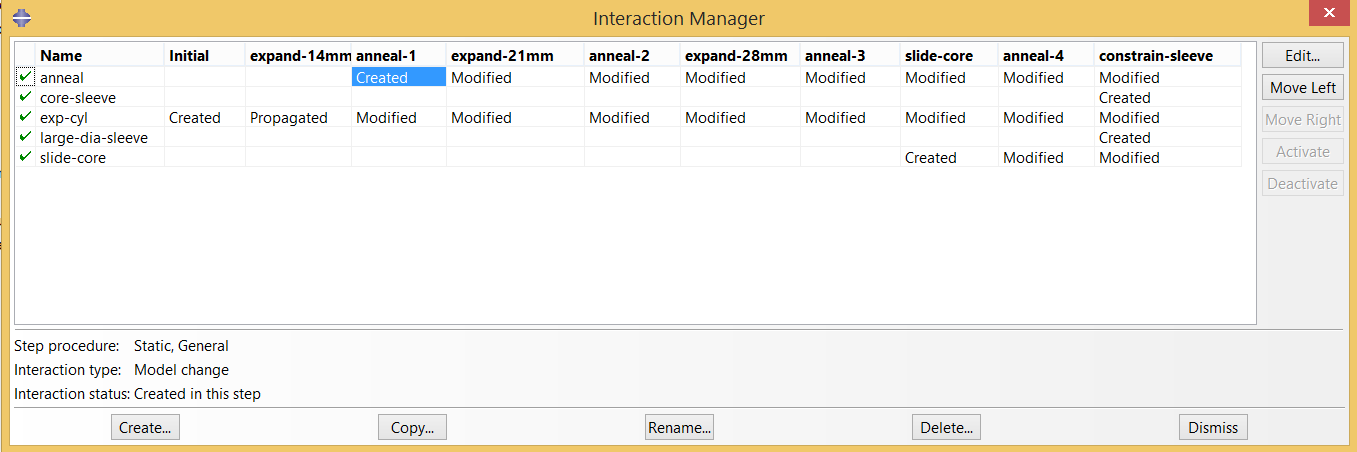 Interaction Manager
Name Initial expand-14mm anneal-1 expand-21mm anneal-2 expand-28mm anneal-3 slide-core anneal-4 constrain-sleeve
anneal Created Modified Modified Modified Modified Modified Modified Modified
core-sleeve Created
exp-cyl Created Propagated Modified Modified Modified Modified Modified Modified Modified Modified
large-dia-sleeve Created
slide-core Created Modified Modified
Edit...
Move Left
Move Right
Activate
Deactivate
Step procedure: Static, General
Interaction type: Model change
Interaction status: Created in this step
Create... Copy... Rename... Delete... Dismiss